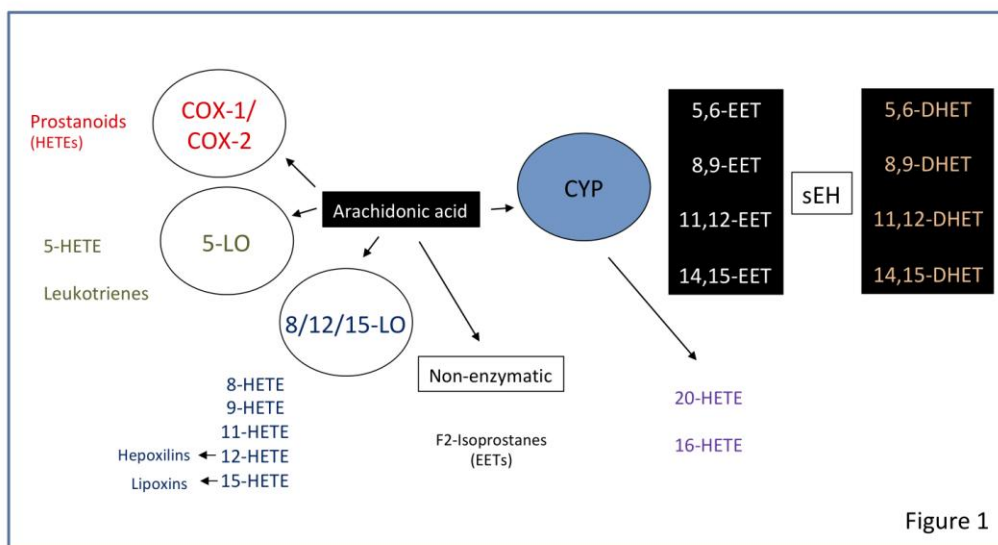 Prostanoids
(HETEs)
COX-1/
COX-2
5-HETE
Leukotrienes
5-LO
Arachidonic acid
8/12/15-LO
8-HETE
9-HETE
11-HETE
Hepoxilins 12-HETE
Lipoxins 15-HETE
Non-enzymatic
F2-Isoprostanes
(EETs)
CYP
5,6-EET
8,9-EET
11,12-EET
14,15-EET
sEH
5,6-DHET
8,9-DHET
11,12-DHET
14,15-DHET
20-HETE
16-HETE
Figure 1